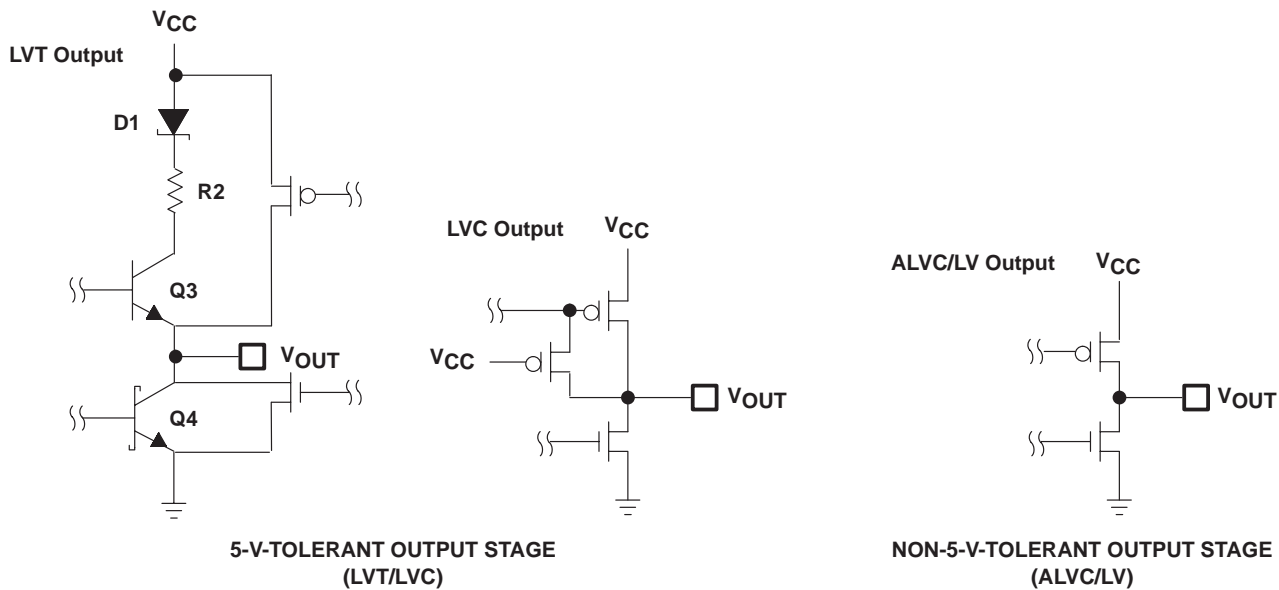 VCC
LVT Output
D1
R2
Q3
VOUT
Q4
LVC Output
VCC
VCC
VOUT
ALVC/LV Output
VCC
VOUT
5-V-TOLERANT OUTPUT STAGE
(LVT/LVC)
NON-5-V-TOLERANT OUTPUT STAGE
(ALVC/LV)